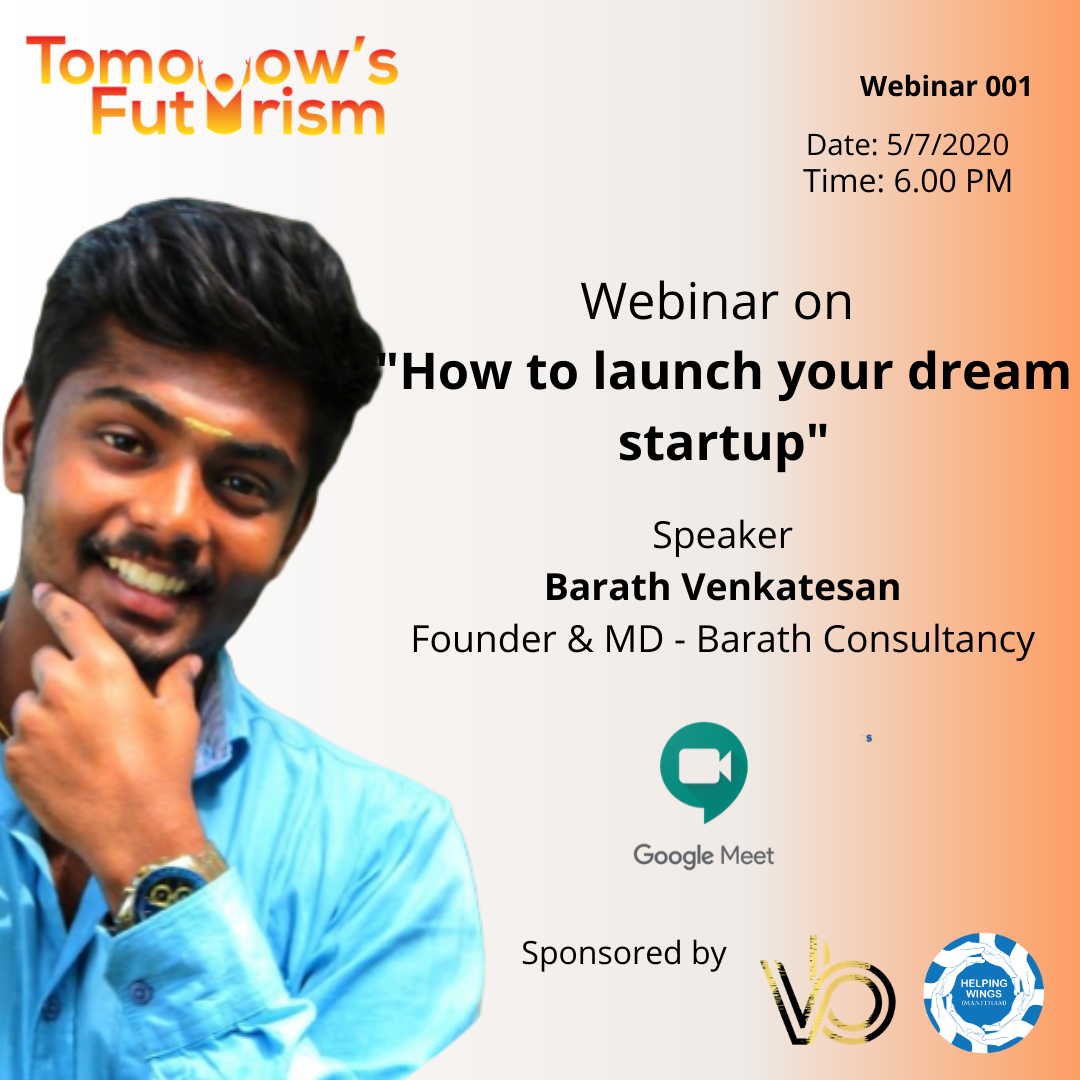 Tomorrow's
Futurism
Webinar 001
Date: 5/7/2020
Time: 6.00 PM
Webinar on
"How to launch your dream
startup"
Speaker
Barath Venkatesan
Founder & MD - Barath Consultancy
s
Google Meet
Sponsored by
HELPING
WINGS
(MANITHAM)